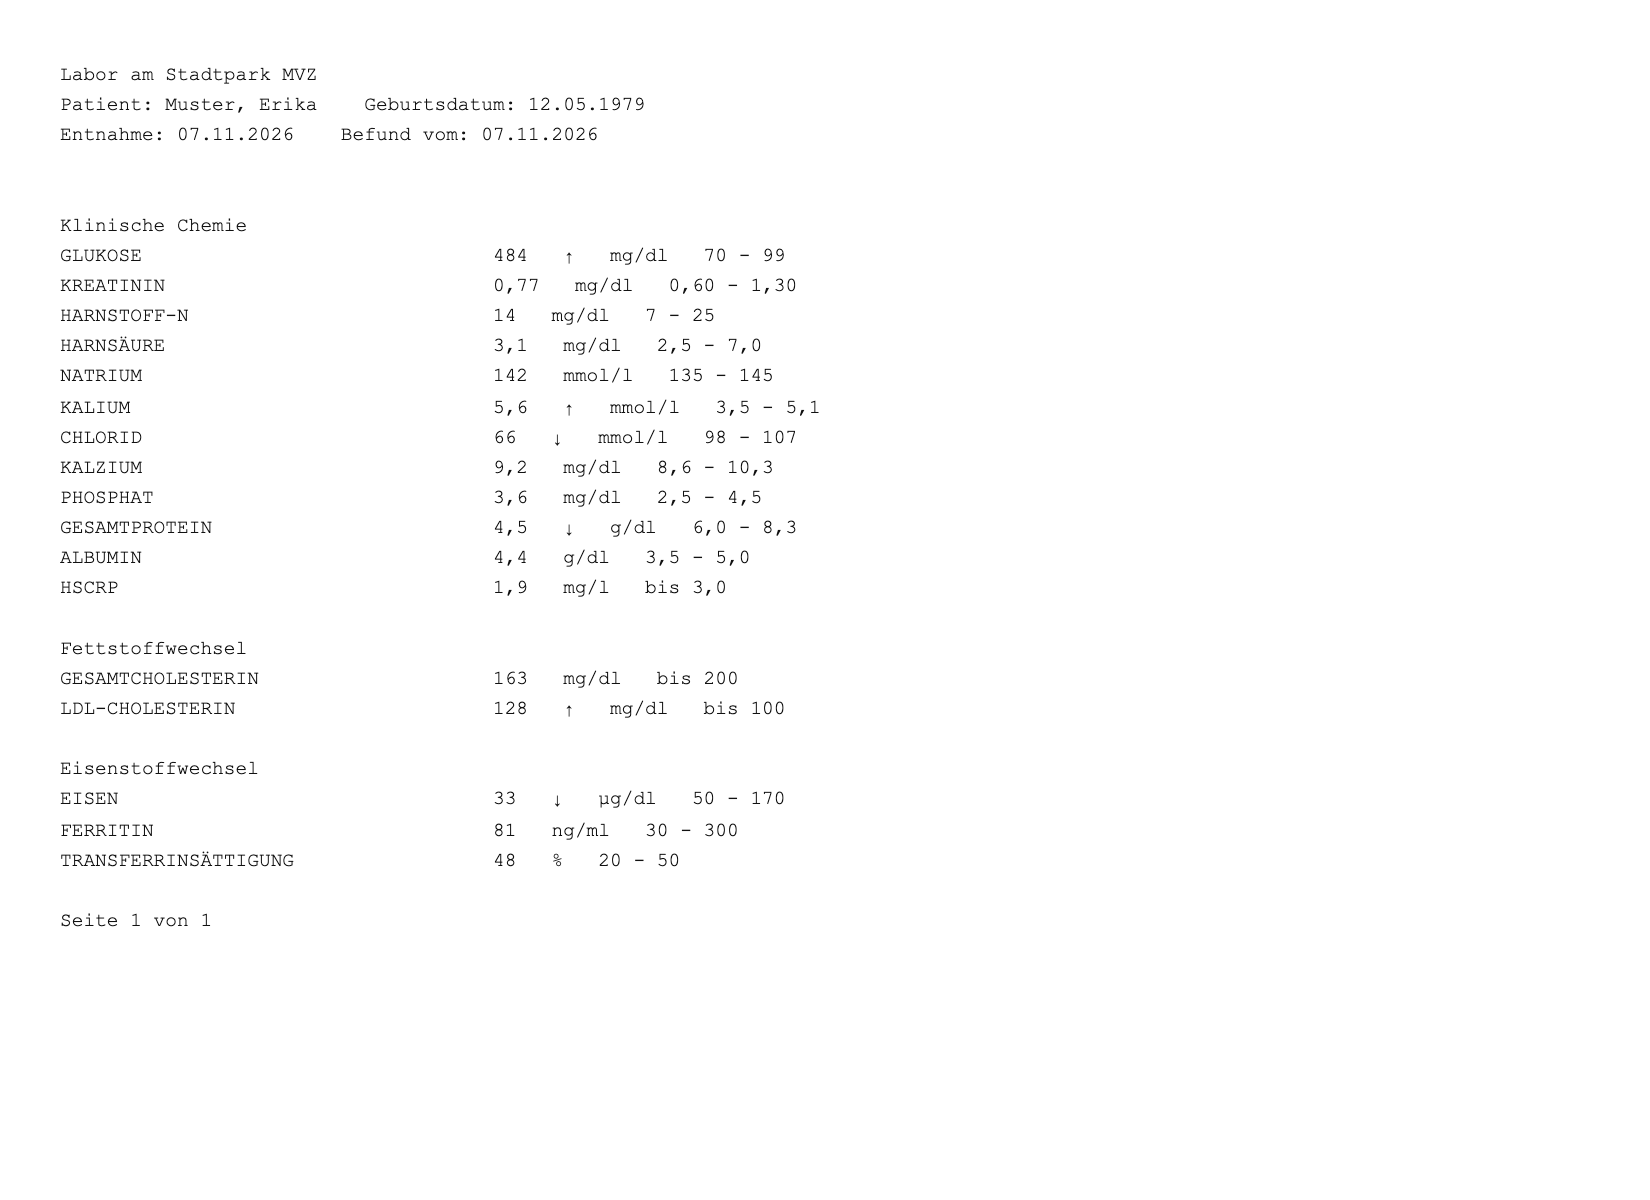 Labor am Stadtpark MVZ
Patient: Muster, Erika    Geburtsdatum: 12.05.1979
Entnahme: 07.11.2026    Befund vom: 07.11.2026
Klinische Chemie
GLUKOSE 484 ↑ mg/dl 70 - 99
KREATININ 0,77 mg/dl 0,60 - 1,30
HARNSTOFF-N 14 mg/dl 7 - 25
HARNSÄURE 3,1 mg/dl 2,5 - 7,0
NATRIUM 142 mmol/l 135 - 145
KALIUM 5,6 ↑ mmol/l 3,5 - 5,1
CHLORID 66 ↓ mmol/l 98 - 107
KALZIUM 9,2 mg/dl 8,6 - 10,3
PHOSPHAT 3,6 mg/dl 2,5 - 4,5
GESAMTPROTEIN 4,5 ↓ g/dl 6,0 - 8,3
ALBUMIN 4,4 g/dl 3,5 - 5,0
HSCRP 1,9 mg/l bis 3,0
Fettstoffwechsel
GESAMTCHOLESTERIN 163 mg/dl bis 200
LDL-CHOLESTERIN 128 ↑ mg/dl bis 100
Eisenstoffwechsel
EISEN 33 ↓ µg/dl 50 - 170
FERRITIN 81 ng/ml 30 - 300
TRANSFERRINSÄTTIGUNG 48 % 20 - 50
Seite 1 von 1